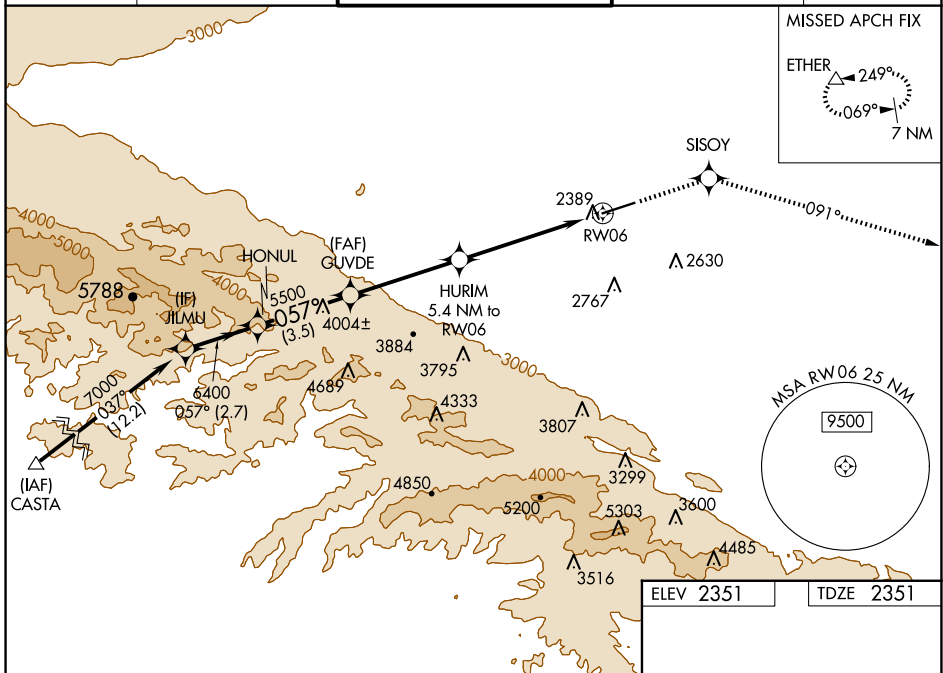 3000
MISSED APCH FIX
ETHER
249°
069°
7 NM
SISOY
2389
RW06
091°
4000
5000
(FAF)
GUVDE
HONUL
2630
5788
4000
(IF)
JILMU
5500
057°
(3.5)
4004±
HURIM
5.4 NM to
RW06
2767
3884
3795
3000
4689
6400
057° (2.7)
7000
037°
(12.2)
4333
3807
MSA RW06 25 NM
9500
(IAF)
CASTA
3299
4850
4000
5200
5303
3600
4485
3516
ELEV 2351
TDZE 2351